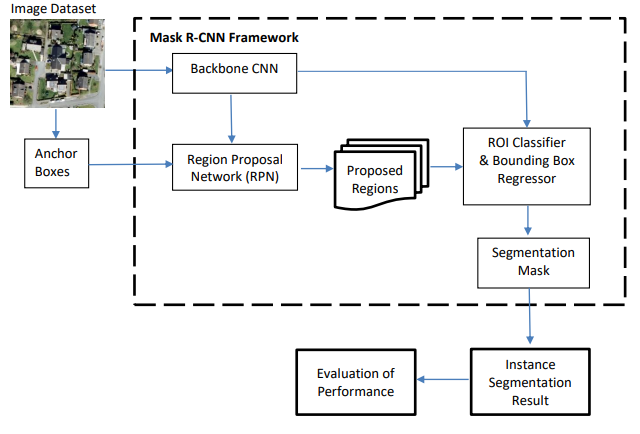 Image Dataset
Mask R-CNN Framework
Backbone CNN
Anchor
Boxes
Region Proposal
Network (RPN)
Proposed
Regions
ROI Classifier
& Bounding Box
Regressor
Segmentation
Mask
Evaluation of
Performance
Instance
Segmentation
Result